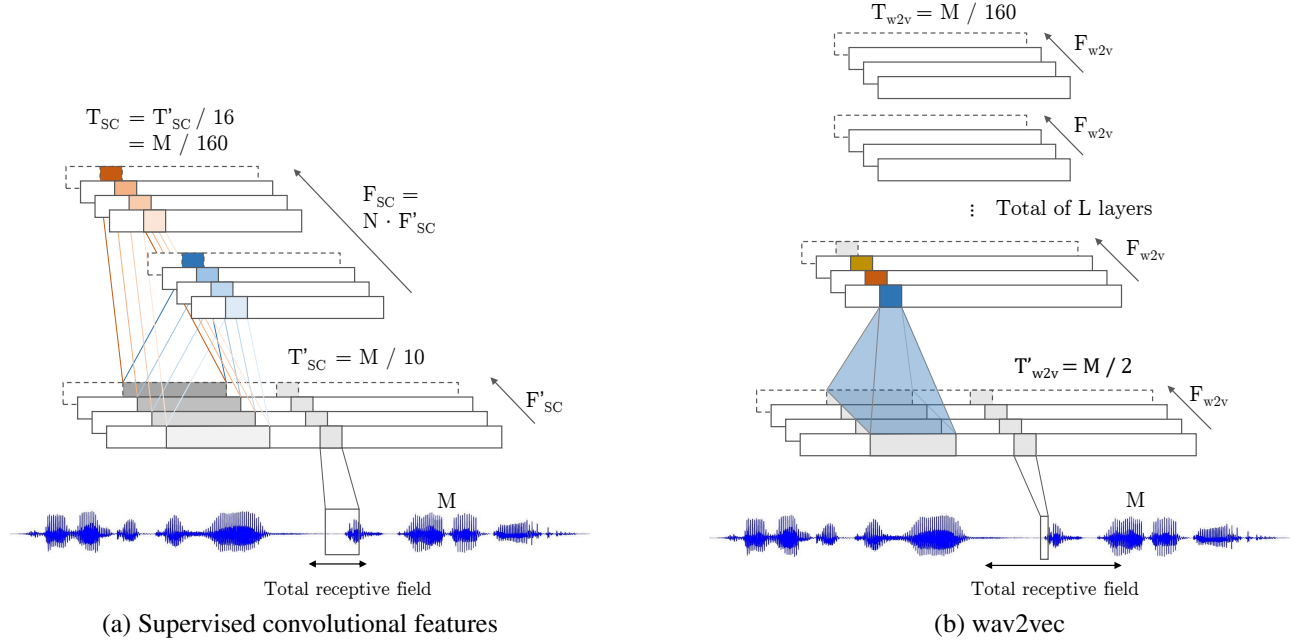 T_SC = T'_SC / 16
= M / 160
F_SC =
N · F'_SC
T'_SC = M / 10
F'_SC
M
Total receptive field
(a) Supervised convolutional features
T_w2v = M / 160
F_w2v
F_w2v
⋮ Total of L layers
F_w2v
T'_w2v = M / 2
F_w2v
M
Total receptive field
(b) wav2vec